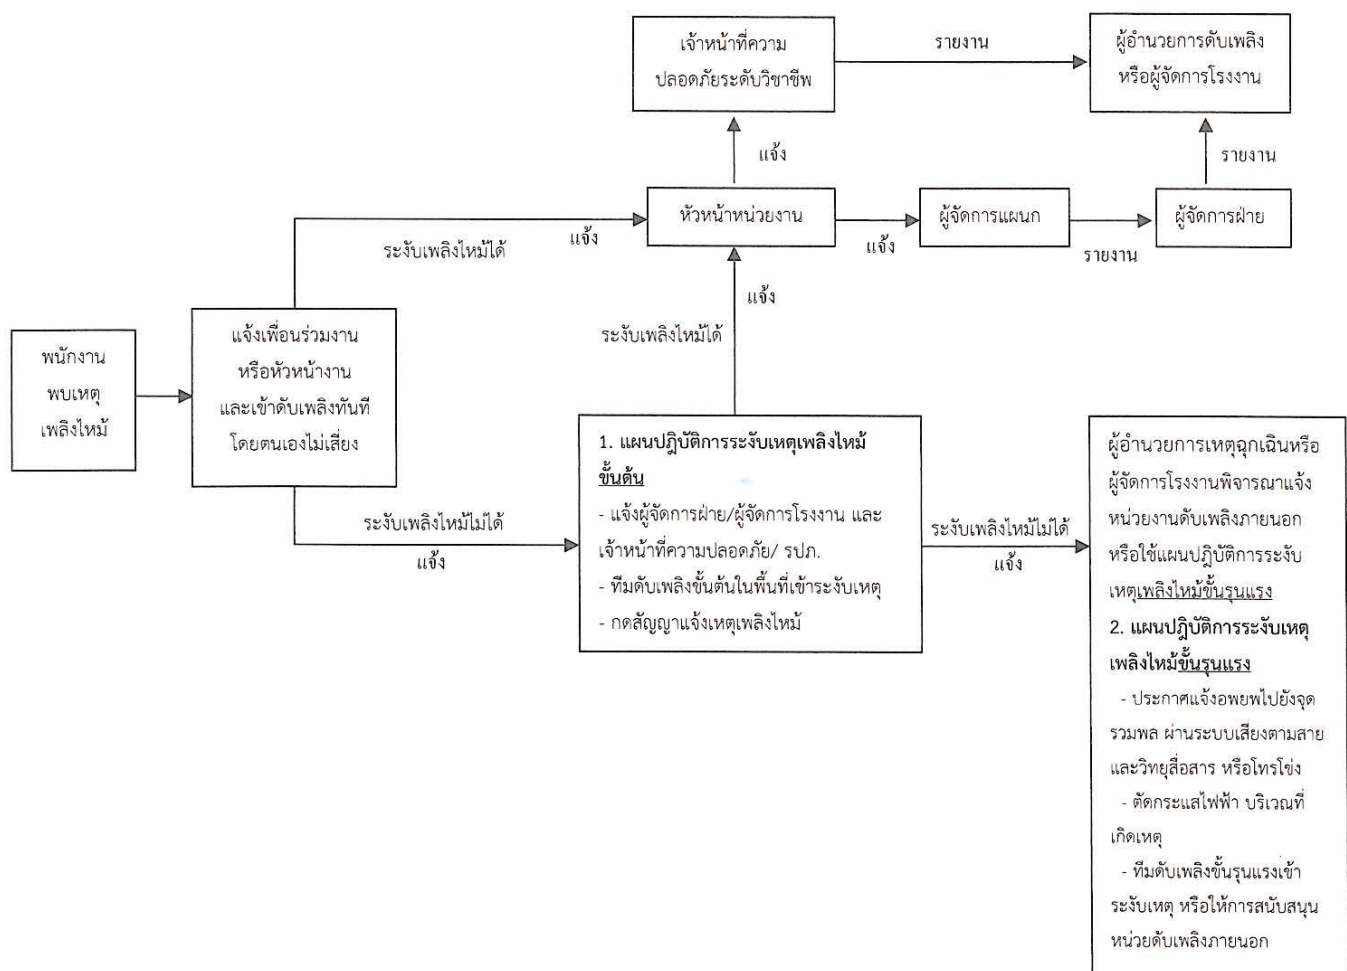 เจ้าหน้าที่ความ
ปลอดภัยระดับวิชาชีพ
รายงาน
ผู้อำนวยการดับเพลิง
หรือผู้จัดการโรงงาน
แจ้ง
รายงาน
หัวหน้าหน่วยงาน
ผู้จัดการแผนก
ผู้จัดการฝ่าย
ระงับเพลิงไหม้ได้
แจ้ง
แจ้ง
รายงาน
แจ้ง
ระงับเพลิงไหม้ได้
พนักงาน
พบเหตุ
เพลิงไหม้
แจ้งเพื่อนร่วมงาน
หรือหัวหน้างาน
และเข้าดับเพลิงทันที
โดยตนเองไม่เสี่ยง
ระงับเพลิงไหม้ไม่ได้
แจ้ง
1. แผนปฎิบัติการระงับเหตุเพลิงไหม้
ขั้นต้น
- แจ้งผู้จัดการฝ่าย/ผู้จัดการโรงงาน และ
เจ้าหน้าที่ความปลอดภัย/ รปภ.
- ทีมดับเพลิงขั้นต้นในพื้นที่เข้าระงับเหตุ
- กดสัญญาแจ้งเหตุเพลิงไหม้
ระงับเพลิงไหม้ไม่ได้
แจ้ง
ผู้อำนวยการเหตุฉุกเฉินหรือ
ผู้จัดการโรงงานพิจารณาแจ้ง
หน่วยงานดับเพลิงภายนอก
หรือใช้แผนปฎิบัติการระงับ
เหตุเพลิงไหม้ขั้นรุนแรง
2. แผนปฎิบัติการระงับเหตุ
เพลิงไหม้ขั้นรุนแรง
- ประกาศแจ้งอพยพไปยังจุด
รวมพล ผ่านระบบเสียงตามสาย
และวิทยุสื่อสาร หรือโทรโข่ง
- ตัดกระแสไฟฟ้า บริเวณที่
เกิดเหตุ
- ทีมดับเพลิงขั้นรุนแรงเข้า
ระงับเหตุ หรือให้การสนับสนุน
หน่วยดับเพลิงภายนอก